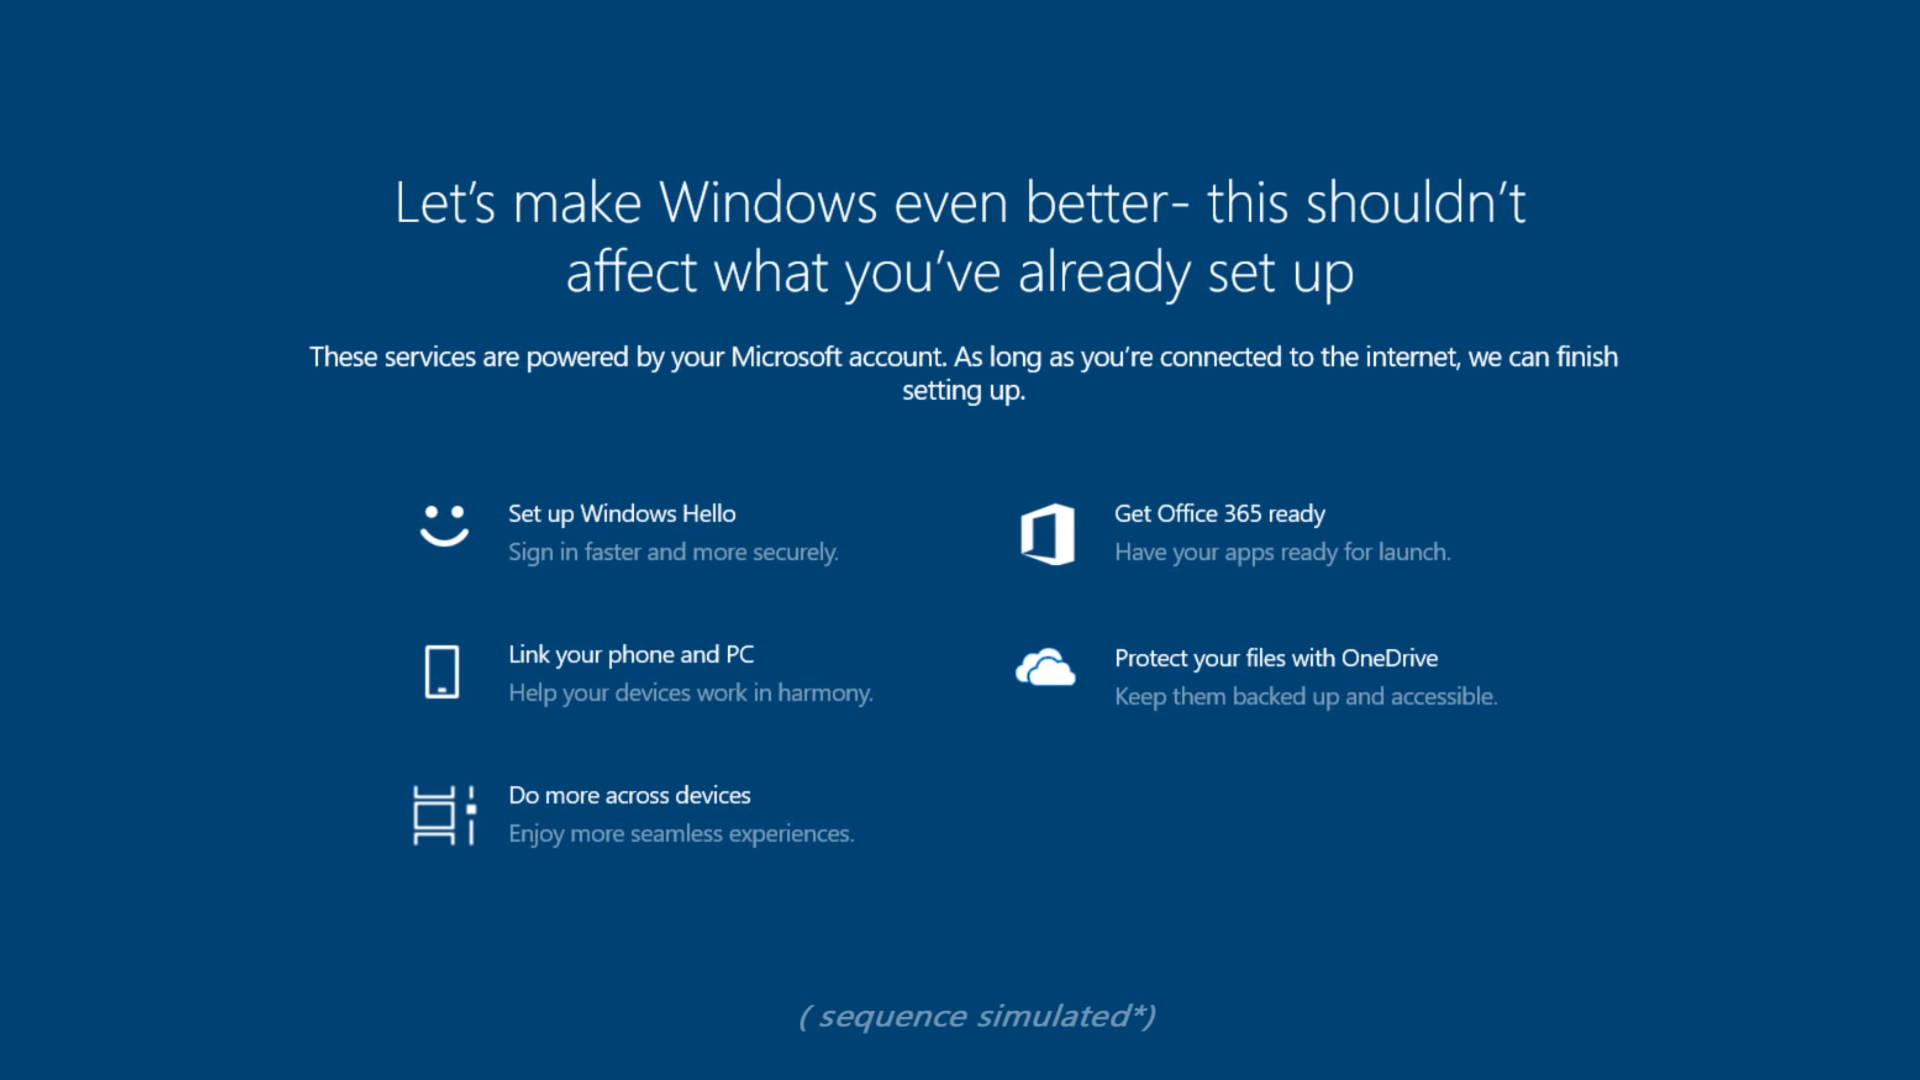 Let's make Windows even better- this shouldn't
affect what you've already set up
These services are powered by your Microsoft account. As long as you're connected to the internet, we can finish
setting up.
Set up Windows Hello
Sign in faster and more securely.
Link your phone and PC
Help your devices work in harmony.
Do more across devices
Enjoy more seamless experiences.
Get Office 365 ready
Have your apps ready for launch.
Protect your files with OneDrive
Keep them backed up and accessible.
( sequence simulated*)